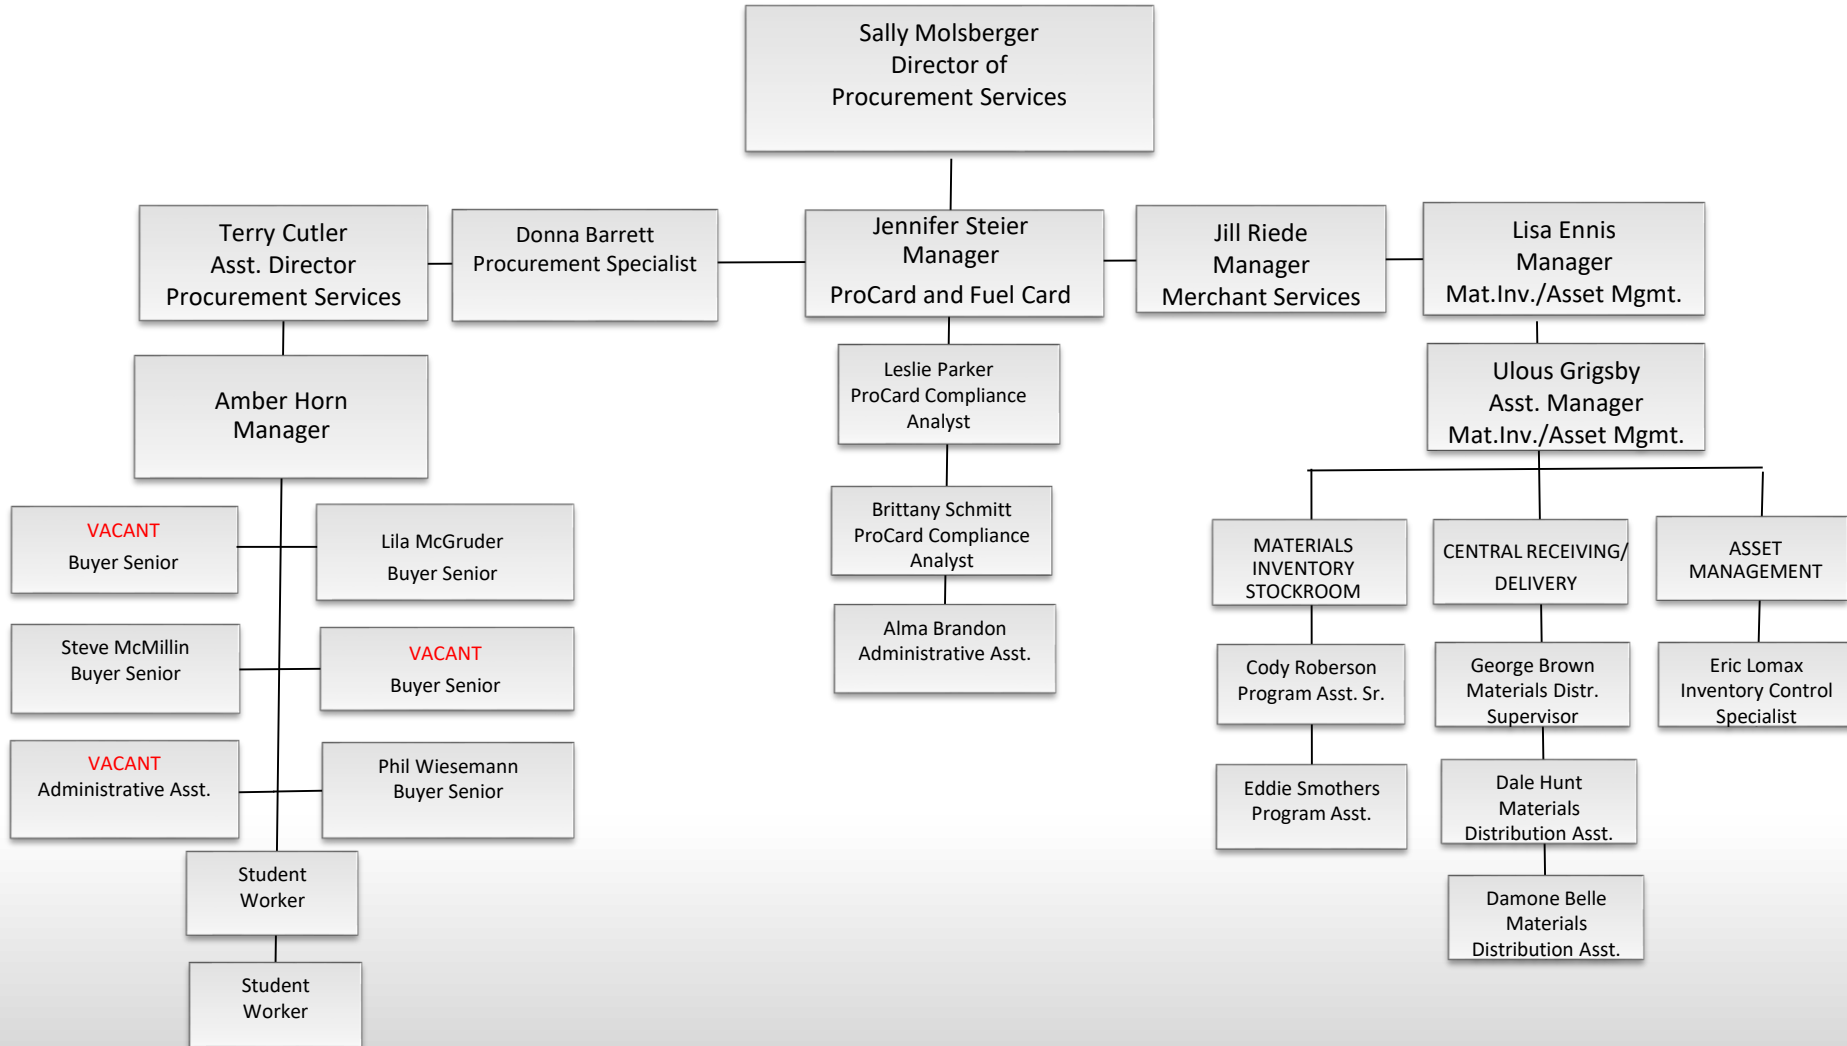 Sally Molsberger
Director of
Procurement Services
Terry Cutler
Asst. Director
Procurement Services
Donna Barrett
Procurement Specialist
Jennifer Steier
Manager
ProCard and Fuel Card
Jill Riede
Manager
Merchant Services
Lisa Ennis
Manager
Mat.Inv./Asset Mgmt.
Amber Horn
Manager
Leslie Parker
ProCard Compliance
Analyst
Ulous Grigsby
Asst. Manager
Mat.Inv./Asset Mgmt.
VACANT
Buyer Senior
Lila McGruder
Buyer Senior
Brittany Schmitt
ProCard Compliance
Analyst
MATERIALS
INVENTORY
STOCKROOM
CENTRAL RECEIVING/
DELIVERY
ASSET
MANAGEMENT
Steve McMillin
Buyer Senior
VACANT
Buyer Senior
Alma Brandon
Administrative Asst.
Cody Roberson
Program Asst. Sr.
George Brown
Materials Distr.
Supervisor
Eric Lomax
Inventory Control
Specialist
VACANT
Administrative Asst.
Phil Wiesemann
Buyer Senior
Eddie Smothers
Program Asst.
Dale Hunt
Materials
Distribution Asst.
Student
Worker
Damone Belle
Materials
Distribution Asst.
Student
Worker